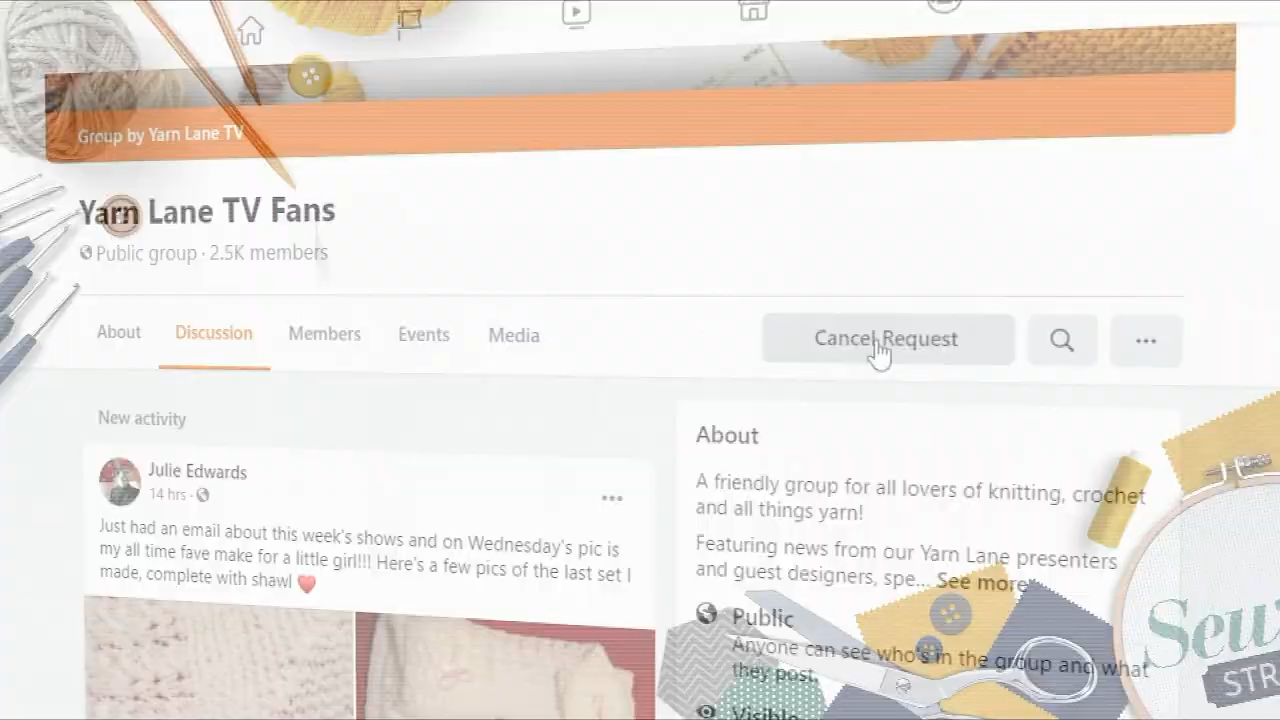 Group by Yarn Lane TV
Yarn Lane TV Fans
Public group · 2.5K members
About
Discussion
Members
Events
Media
Cancel Request
New activity
Julie Edwards
14 hrs ·
Just had an email about this week's shows and on Wednesday's pic is
my all time fave make for a little girl!!! Here's a few pics of the last set I
made, complete with shawl ❤️
About
A friendly group for all lovers of knitting, crochet
and all things yarn!
Featuring news from our Yarn Lane presenters
and guest designers, spe... See more
Public
Anyone can see who's in the group and what
they post.
Visible